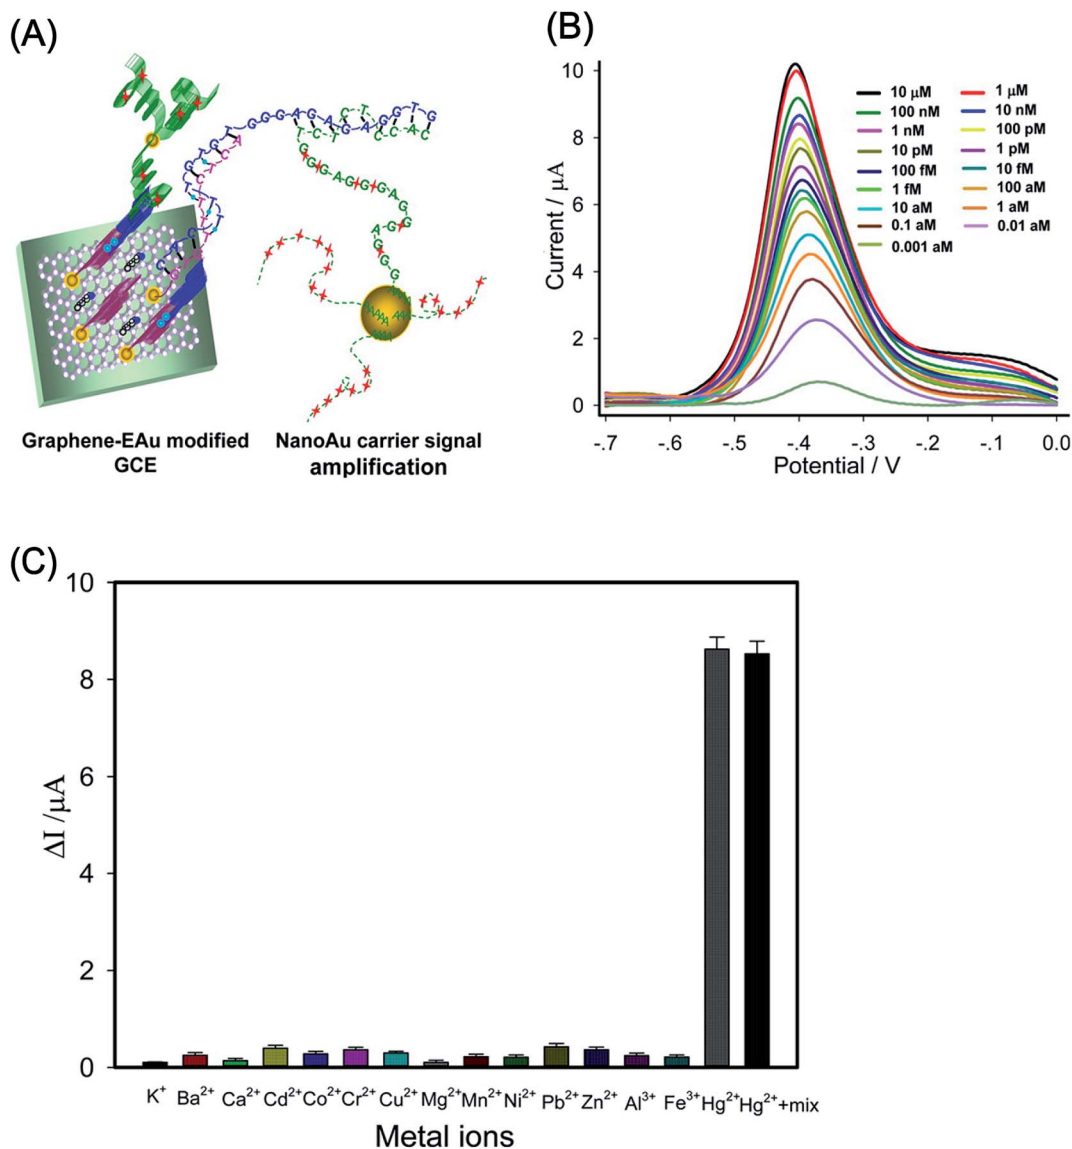 (A)
Graphene-EAu modified
GCE
NanoAu carrier signal
amplification
(B)
Current / μA
10
8
6
4
2
0
10 μM 1 μM
100 nM 10 nM
1 nM 100 pM
10 pM 1 pM
100 fM 10 fM
1 fM 100 aM
10 aM 1 aM
0.1 aM 0.01 aM
0.001 aM
-.7 -.6 -.5 -.4 -.3 -.2 -.1 0.0
Potential / V
(C)
ΔI /μA
10
8
6
4
2
0
K⁺ Ba²⁺ Ca²⁺ Cd²⁺ Co²⁺ Cr²⁺ Cu²⁺ Mg²⁺ Mn²⁺ Ni²⁺ Pb²⁺ Zn²⁺ Al³⁺ Fe³⁺ Hg²⁺ Hg²⁺+mix
Metal ions